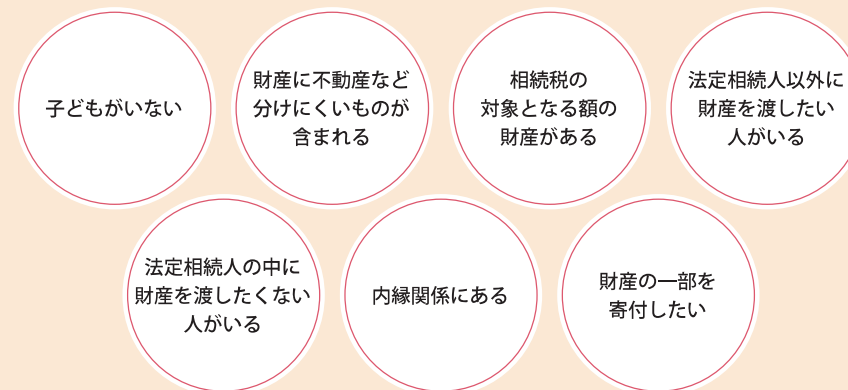 子どもがいない
財産に不動産など
分けにくいものが
含まれる
相続税の
対象となる額の
財産がある
法定相続人以外に
財産を渡したい
人がいる
法定相続人の中に
財産を渡したくない
人がいる
内縁関係にある
財産の一部を
寄付したい